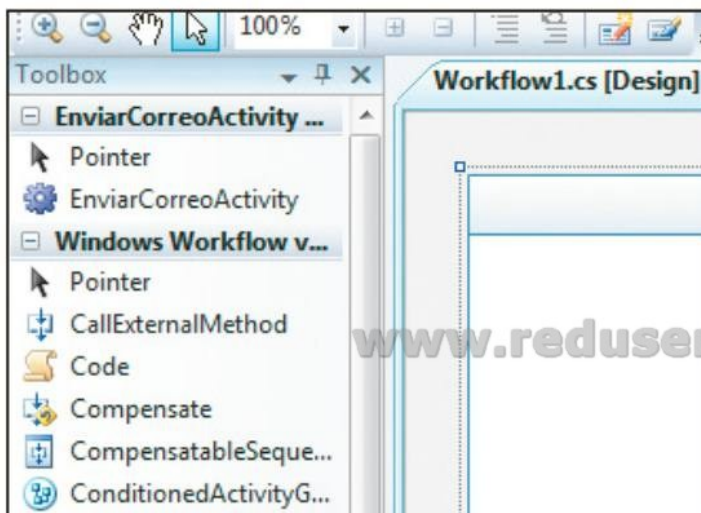 100%
Toolbox
Workflow1.cs [Design]
EnviarCorreoActivity ...
Pointer
EnviarCorreoActivity
Windows Workflow v...
Pointer
CallExternalMethod
www.reduser
Code
Compensate
CompensatableSeque...
ConditionedActivityG...